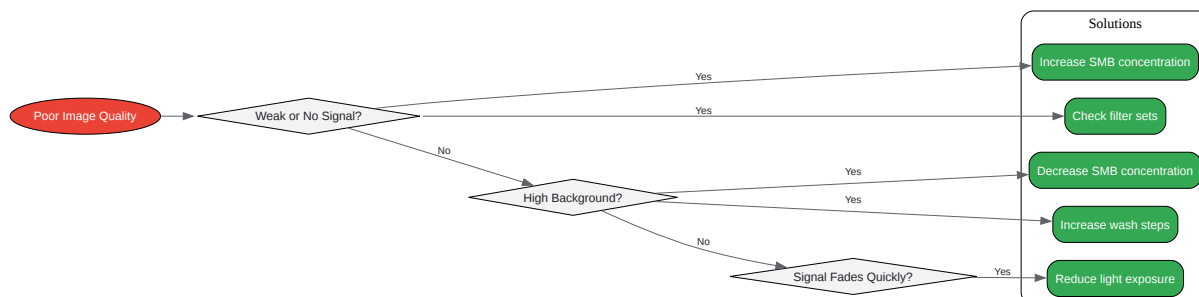 Solutions
Increase SMB concentration
Yes
Poor Image Quality
Weak or No Signal?
Yes
Check filter sets
No
Yes
Decrease SMB concentration
High Background?
Yes
Increase wash steps
No
Signal Fades Quickly?
Yes
Reduce light exposure